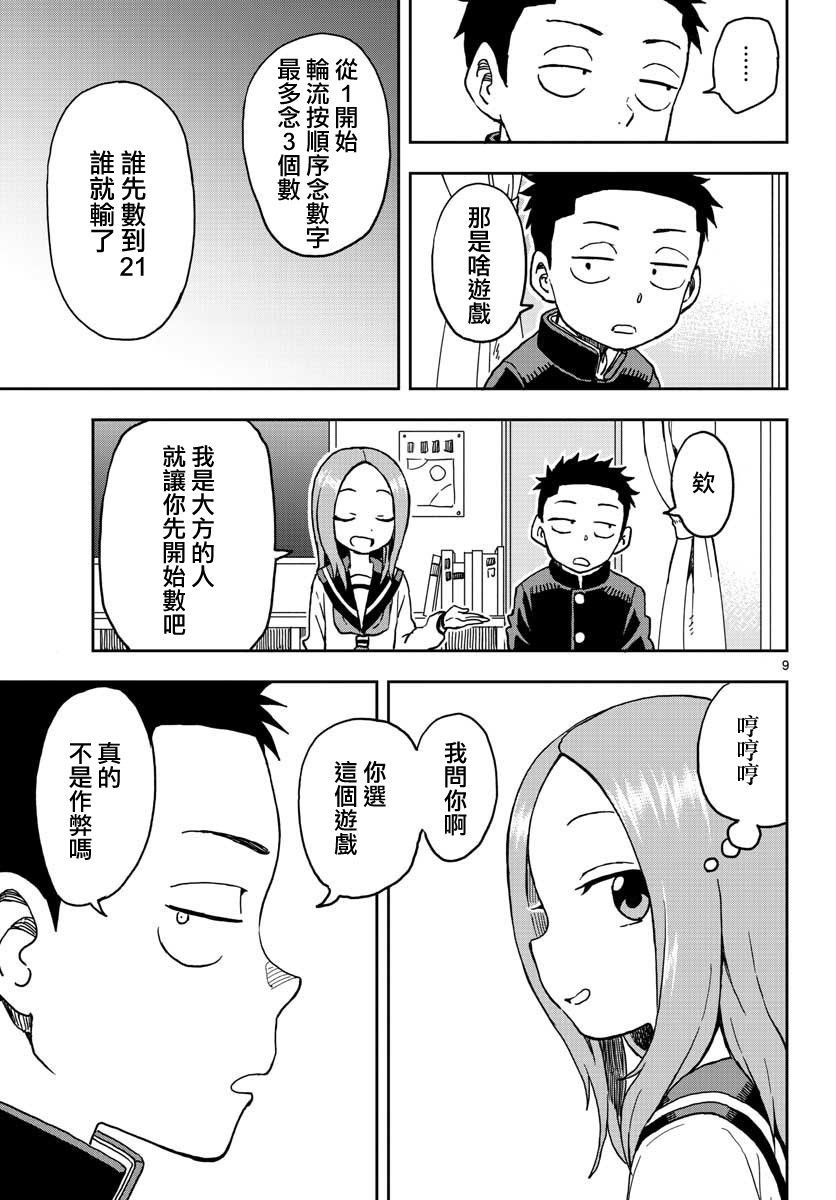 ……
那是啥遊戲
從1開始
輪流按順序念數字
最多念3個數
誰先數到21
誰就輸了
欸
我是大方的人
就讓你先開始數吧
9
哼哼哼
我問你啊
你選
這個遊戲
真的
不是作弊嗎